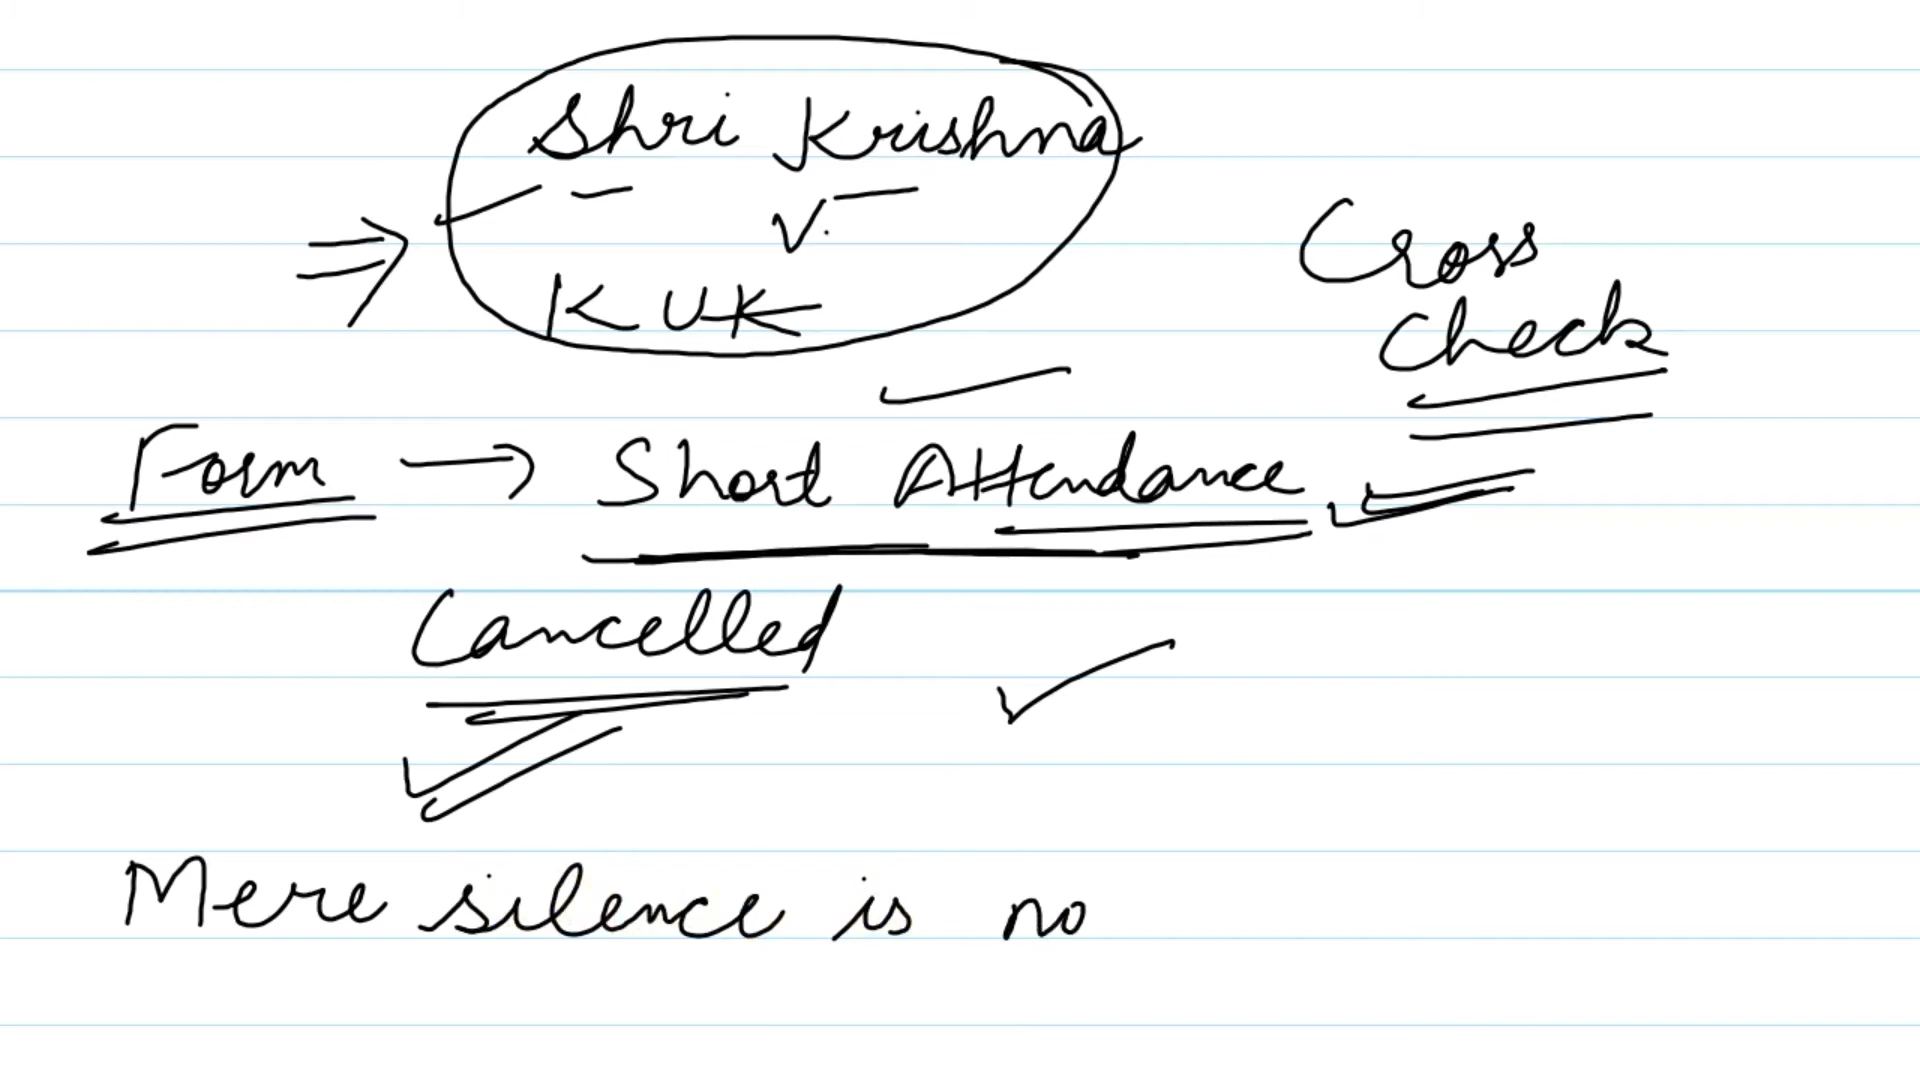 Shri Krishna
V.
KUK
Cross
Check
Form → Short Attendance
Cancelled
Mere silence is no